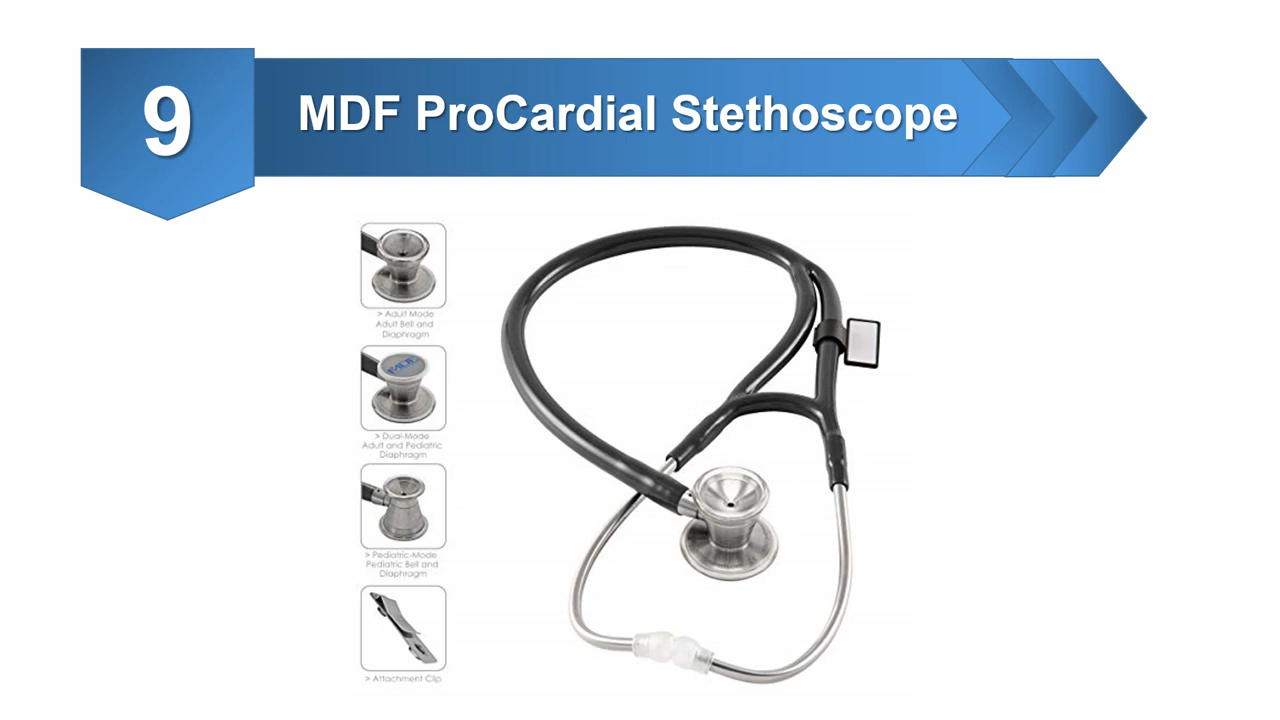 9
MDF ProCardial Stethoscope
> Adult Mode
Adult Bell and
Diaphragm
MDF
> Dual-Mode
Adult and Pediatric
Diaphragm
> Pediatric-Mode
Pediatric Bell and
Diaphragm
> Attachment Clip